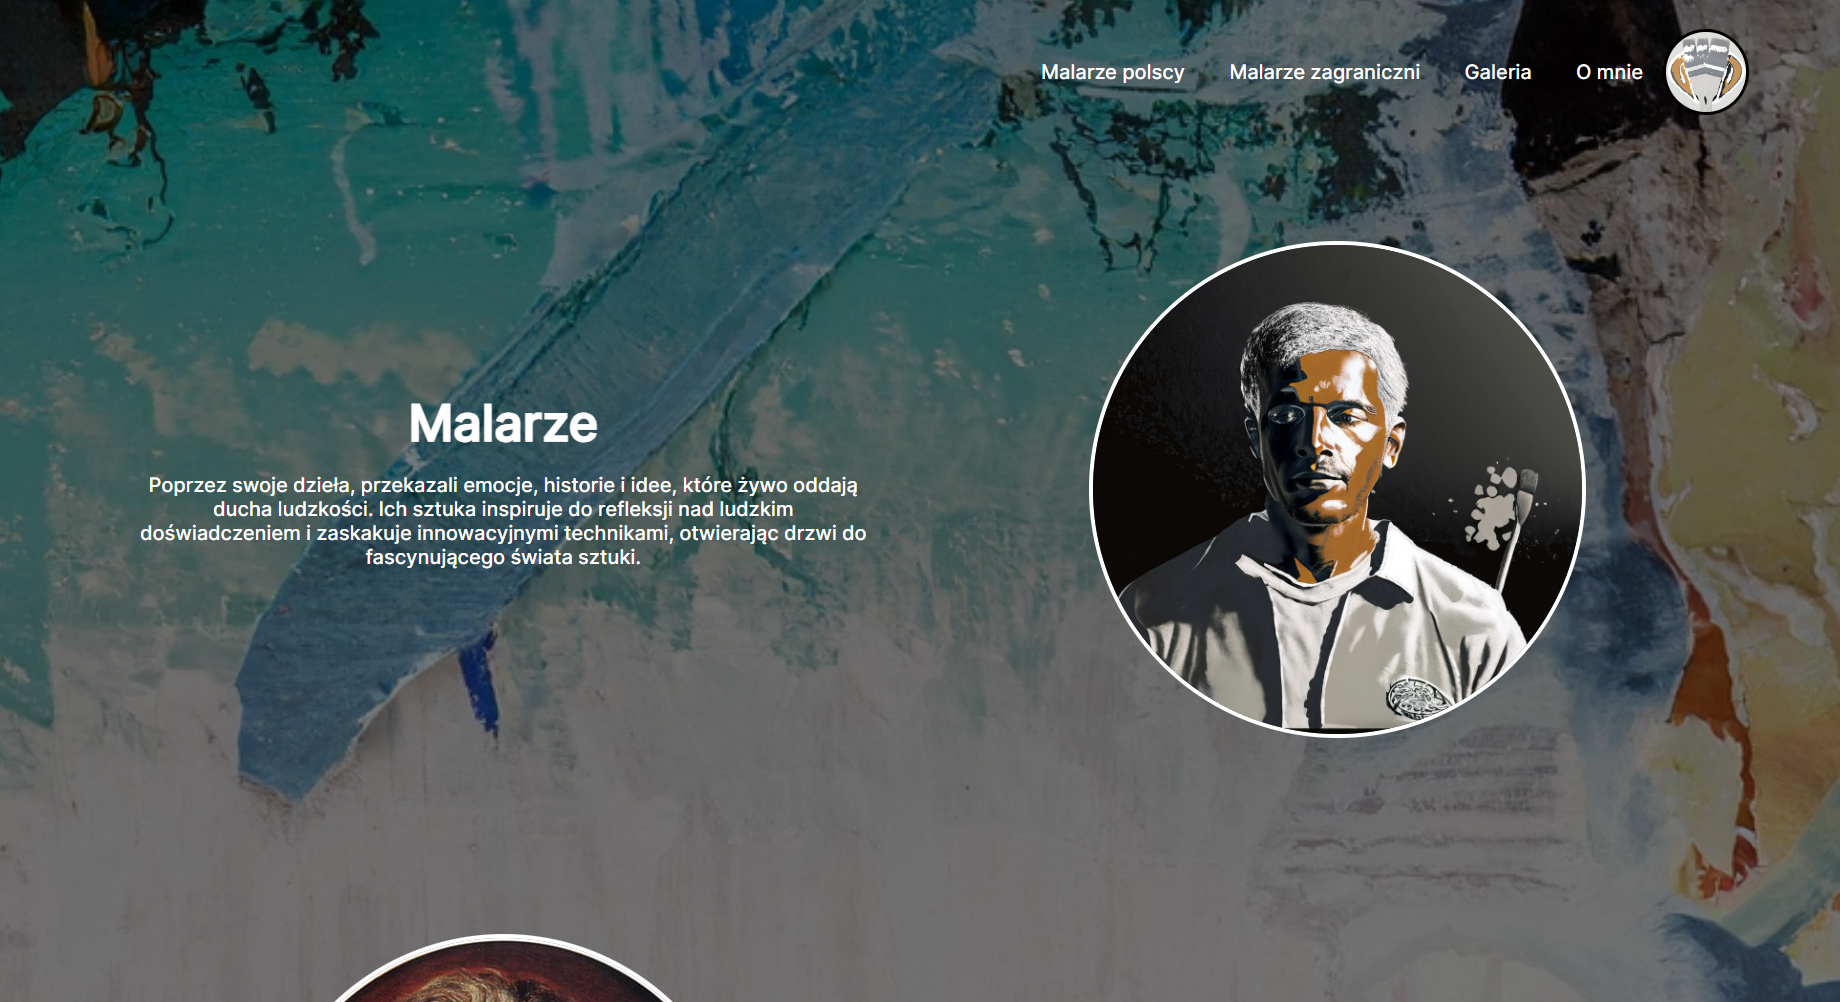 Malarze polscy
Malarze zagraniczni
Galeria
O mnie
Malarze
Poprzez swoje dzieła, przekazali emocje, historie i idee, które żywo oddają
ducha ludzkości. Ich sztuka inspiruje do refleksji nad ludzkim
doświadczeniem i zaskakuje innowacyjnymi technikami, otwierając drzwi do
fascynującego świata sztuki.